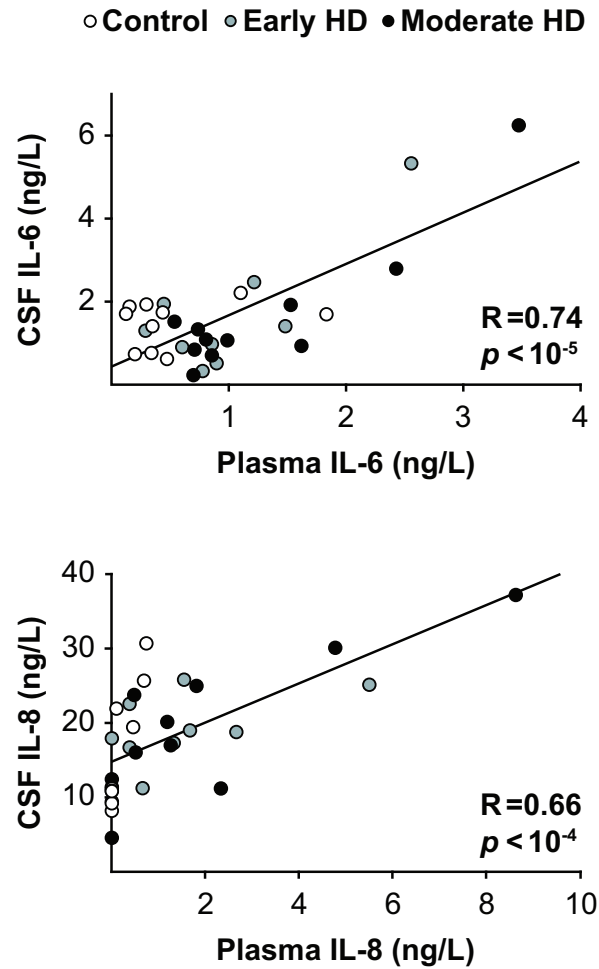 Control Early HD Moderate HD
6
4
2
CSF IL-6 (ng/L)
R=0.74
p < 10-5
1 2 3 4
Plasma IL-6 (ng/L)
40
30
20
10
CSF IL-8 (ng/L)
R=0.66
p < 10-4
2 4 6 8 10
Plasma IL-8 (ng/L)